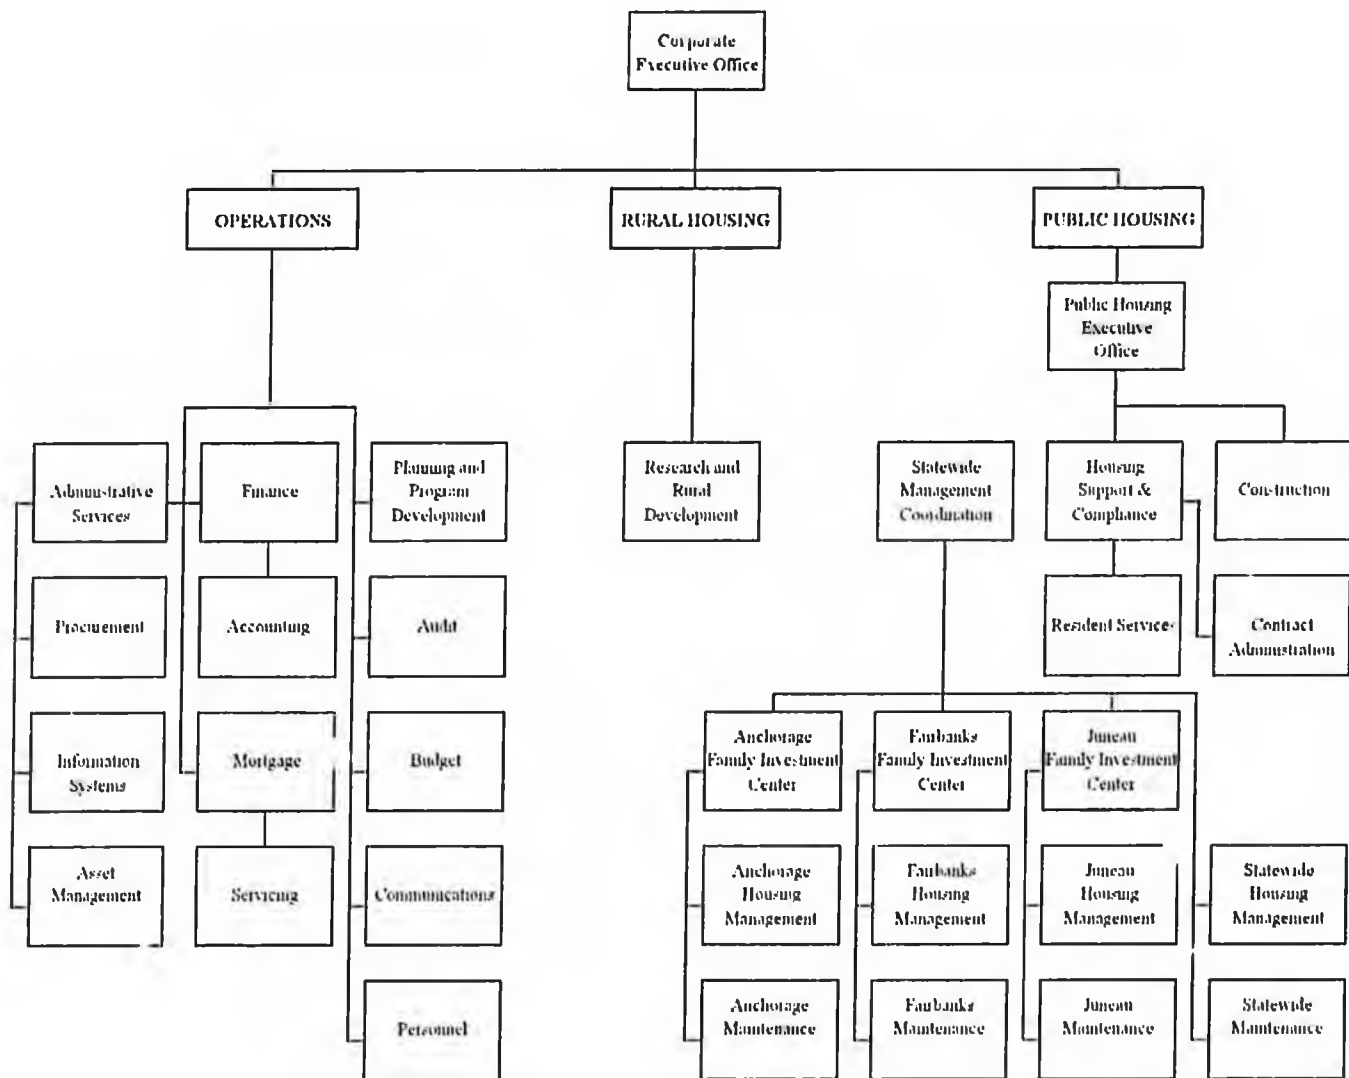 Corporate
Executive Office
OPERATIONS
RURAL HOUSING
PUBLIC HOUSING
Public Housing
Executive
Office
Administrative
Services
Finance
Planning and
Program
Development
Research and
Rural
Development
Statewide
Management
Coordination
Housing
Support &
Compliance
Construction
Procurement
Accounting
Audit
Resident Services
Contract
Administration
Information
Systems
Mortgage
Budget
Anchorage
Family Investment
Center
Fairbanks
Family Investment
Center
Juneau
Family Investment
Center
Asset
Management
Servicing
Communications
Anchorage
Housing
Management
Fairbanks
Housing
Management
Juneau
Housing
Management
Statewide
Housing
Management
Personnel
Anchorage
Maintenance
Fairbanks
Maintenance
Juneau
Maintenance
Statewide
Maintenance